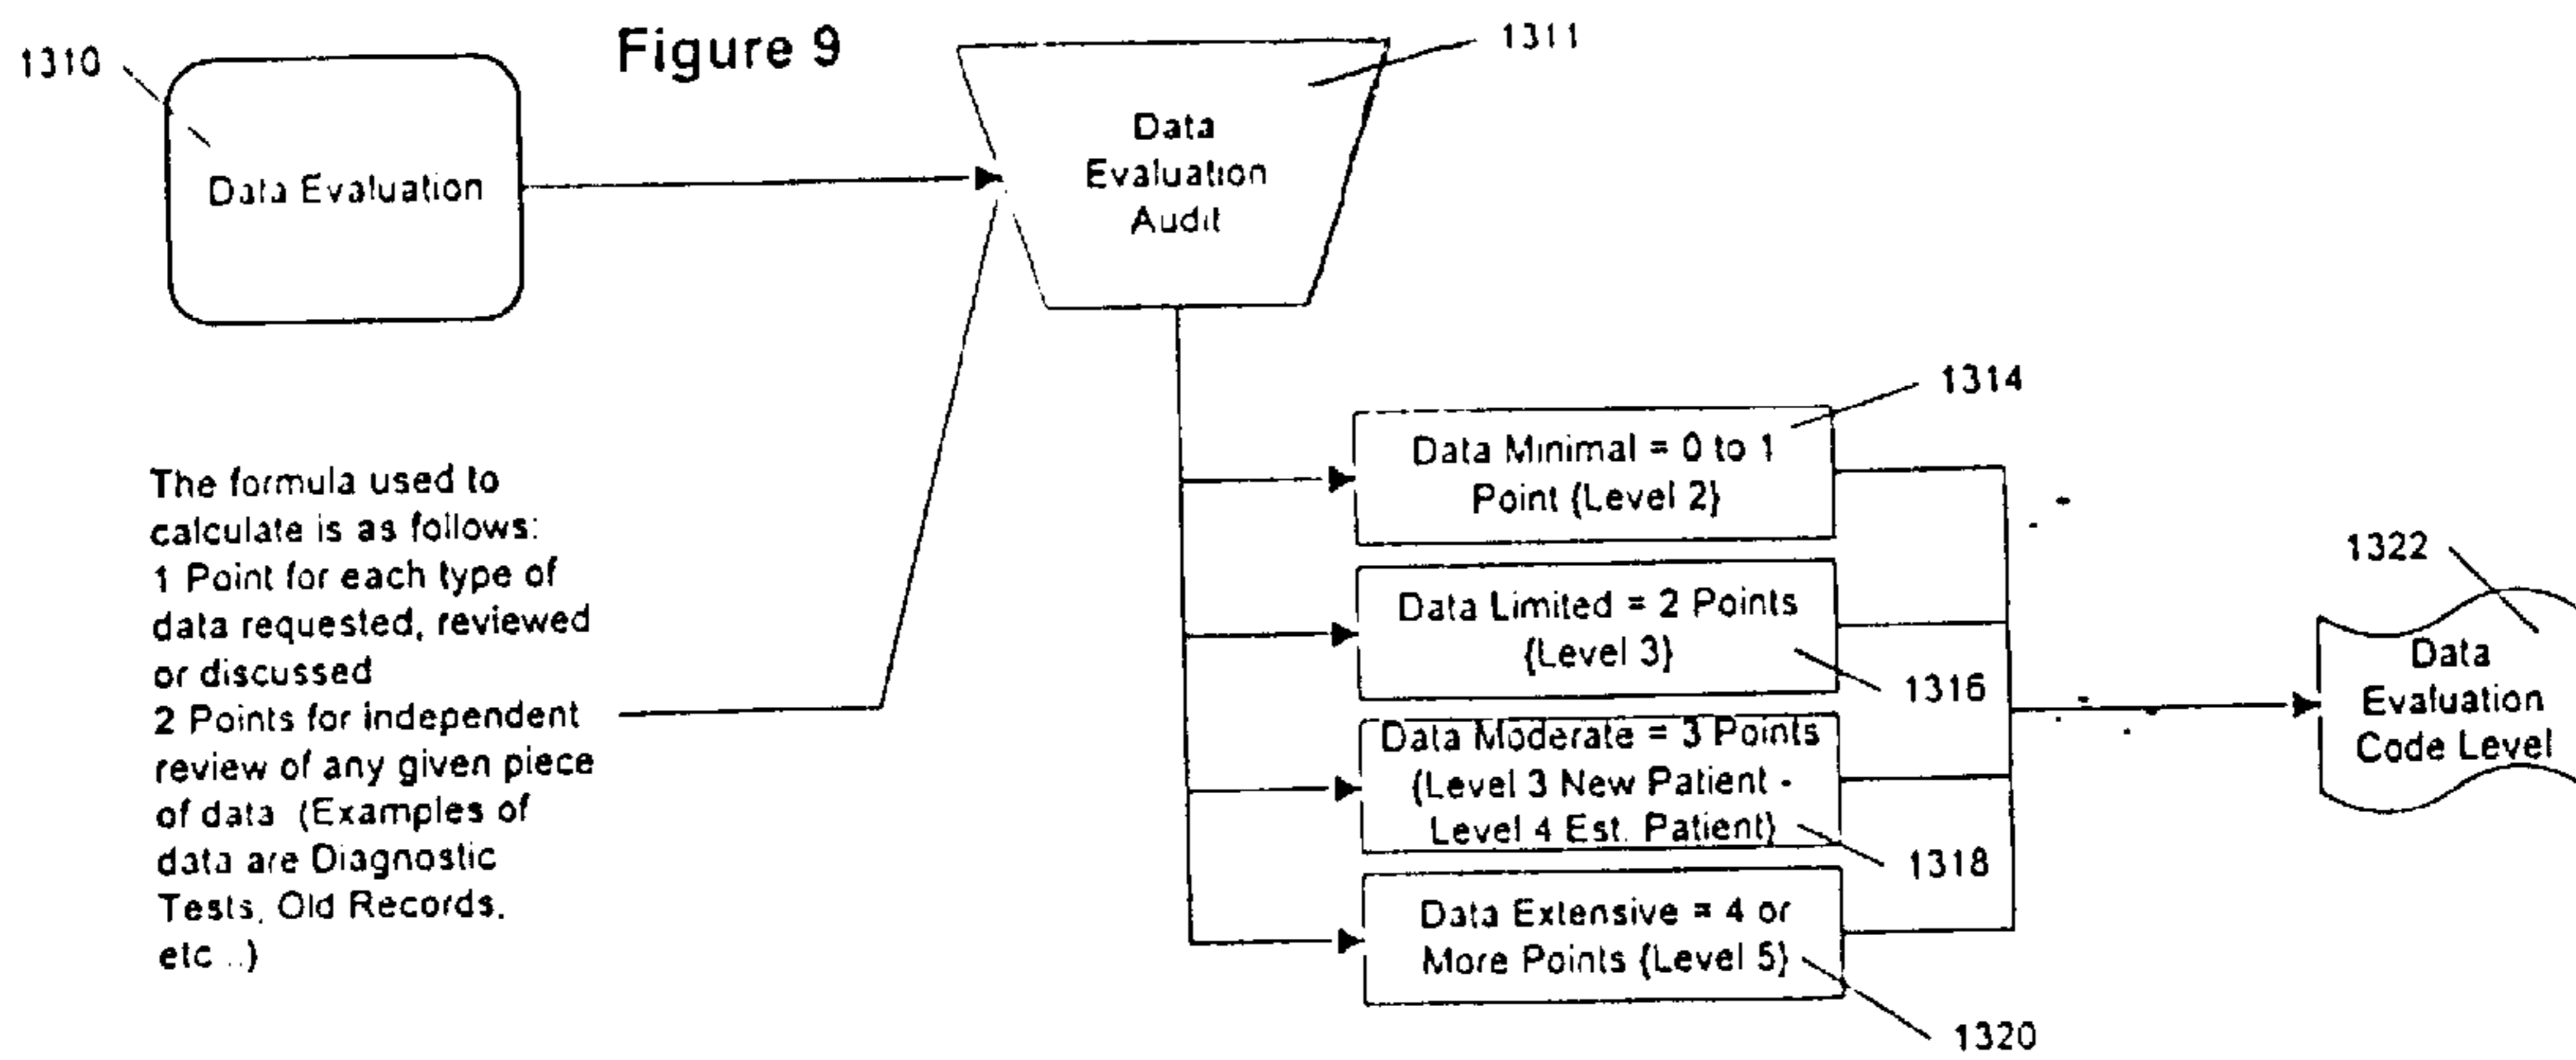 Figure 9
1310
Data Evaluation
1311
Data
Evaluation
Audit
The formula used to
calculate is as follows:
1 Point for each type of
data requested, reviewed
or discussed
2 Points for independent
review of any given piece
of data (Examples of
data are Diagnostic
Tests, Old Records,
etc...)
1314
Data Minimal = 0 to 1
Point (Level 2)
Data Limited = 2 Points
(Level 3)
1316
Data Moderate = 3 Points
(Level 3 New Patient -
Level 4 Est. Patient)
1318
Data Extensive = 4 or
More Points (Level 5)
1320
1322
Data
Evaluation
Code Level